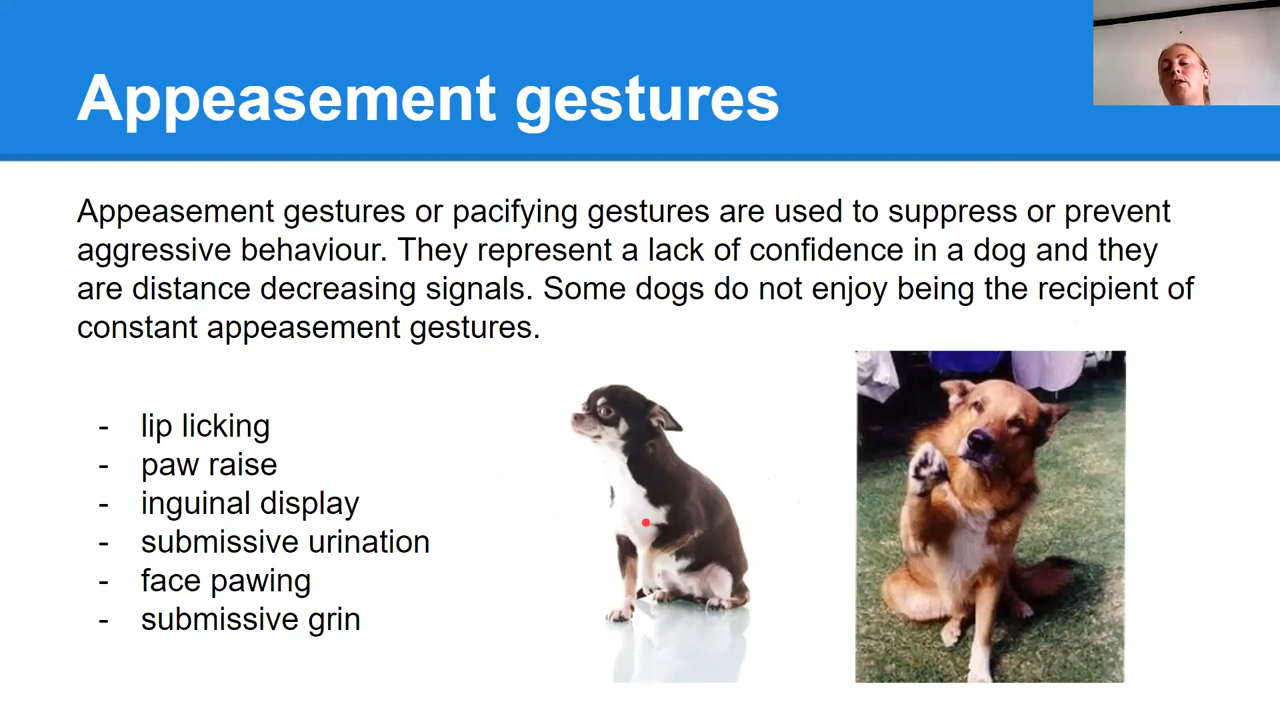 Appeasement gestures
Appeasement gestures or pacifying gestures are used to suppress or prevent
aggressive behaviour. They represent a lack of confidence in a dog and they
are distance decreasing signals. Some dogs do not enjoy being the recipient of
constant appeasement gestures.
- lip licking
- paw raise
- inguinal display
- submissive urination
- face pawing
- submissive grin